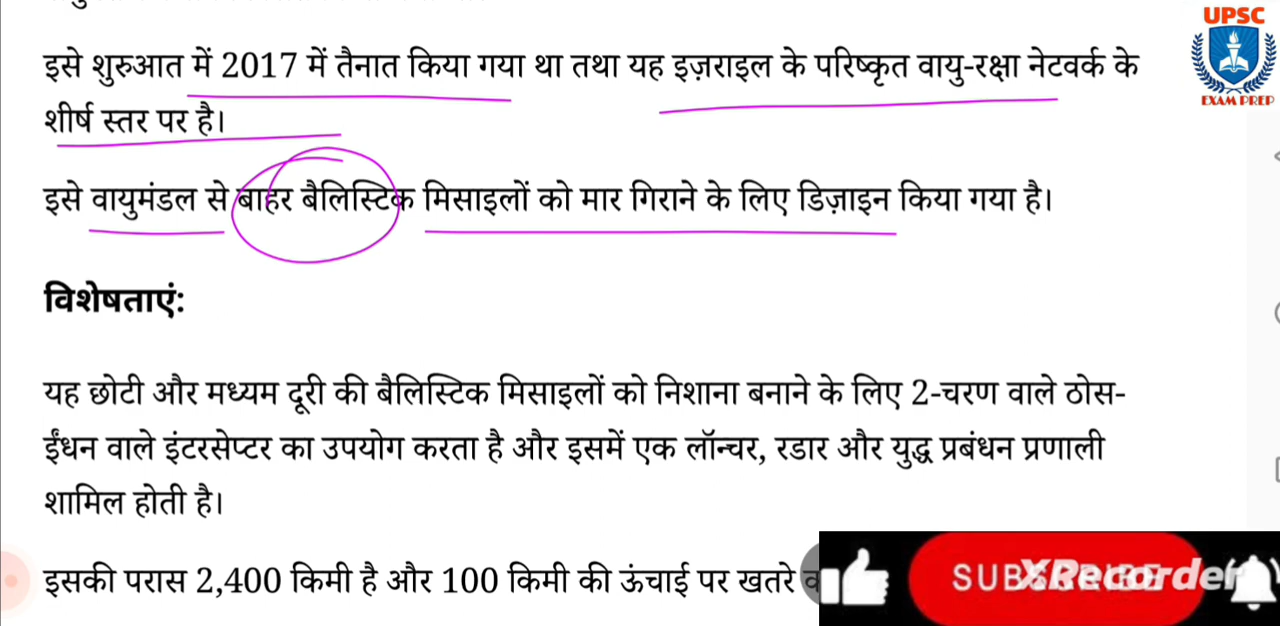 UPSC
EXAM PREP
इसे शुरुआत में 2017 में तैनात किया गया था तथा यह इज़राइल के परिष्कृत वायु-रक्षा नेटवर्क के
शीर्ष स्तर पर है।
इसे वायुमंडल से बाहर बैलिस्टिक मिसाइलों को मार गिराने के लिए डिज़ाइन किया गया है।
विशेषताएं:
यह छोटी और मध्यम दूरी की बैलिस्टिक मिसाइलों को निशाना बनाने के लिए 2-चरण वाले ठोस-
ईंधन वाले इंटरसेप्टर का उपयोग करता है और इसमें एक लॉन्चर, रडार और युद्ध प्रबंधन प्रणाली
शामिल होती है।
इसकी परास 2,400 किमी है और 100 किमी की ऊंचाई पर खतरे
SUBSCRIBE
XRecorder